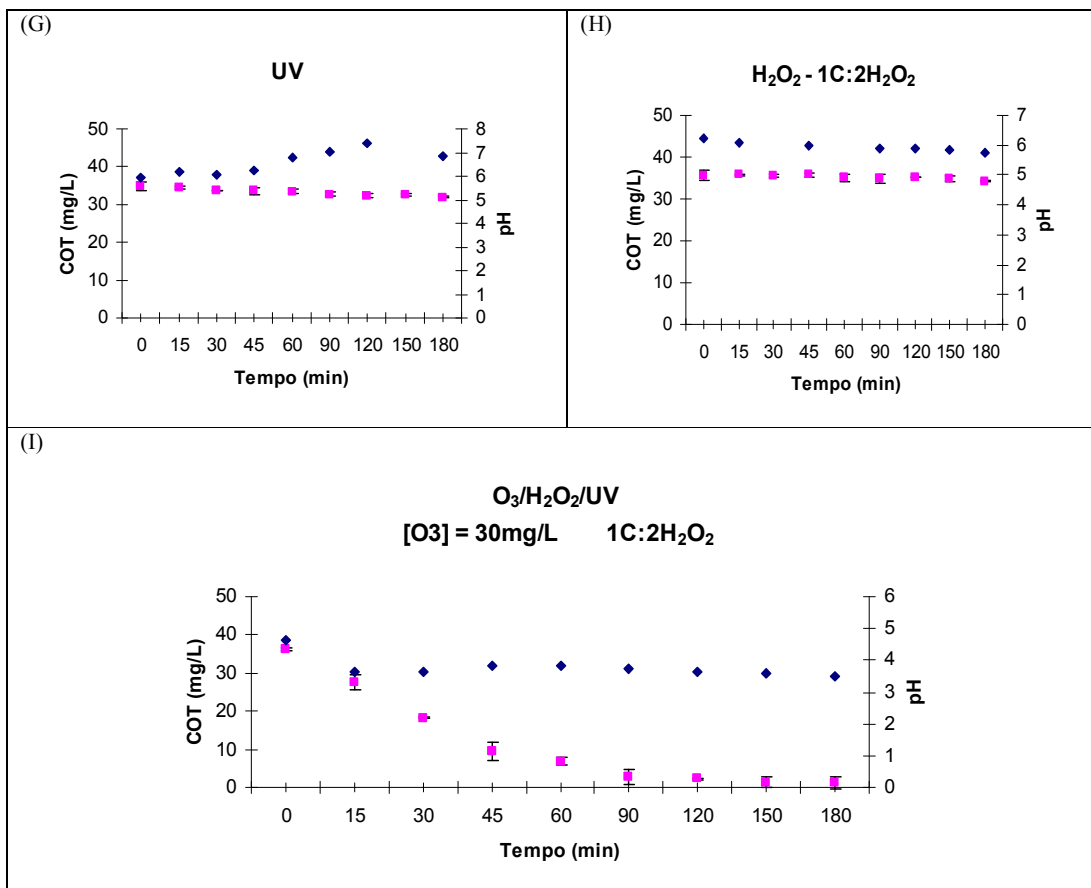 (G)
UV
50
40
30
20
10
0
COT (mg/L)
8
7
6
5
4
3
2
1
0
pH
0 15 30 45 60 90 120 150 180
Tempo (min)
(H)
H₂O₂ - 1C:2H₂O₂
50
40
30
20
10
0
COT (mg/L)
7
6
5
4
3
2
1
0
pH
0 15 30 45 60 90 120 150 180
Tempo (min)
(I)
O₃/H₂O₂/UV
[O3] = 30mg/L 1C:2H₂O₂
50
40
30
20
10
0
COT (mg/L)
6
5
4
3
2
1
0
pH
0 15 30 45 60 90 120 150 180
Tempo (min)